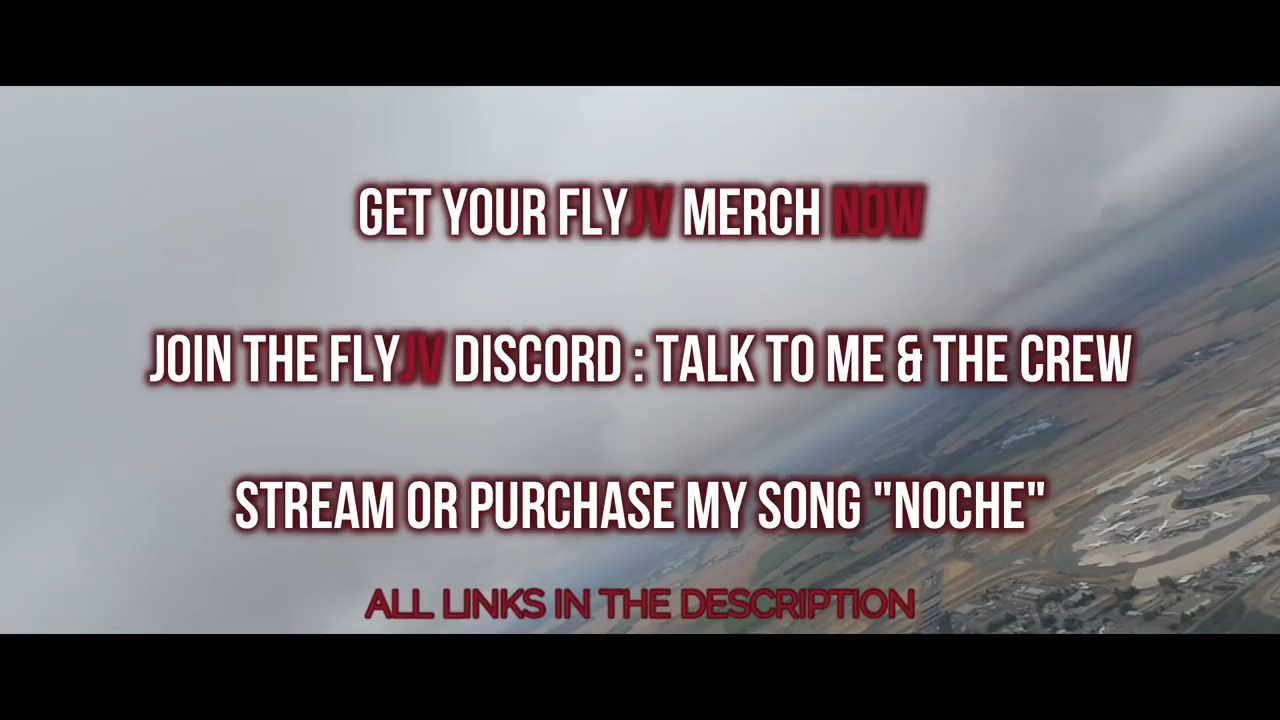 GET YOUR FLYJV MERCH NOW
JOIN THE FLYJV DISCORD : TALK TO ME & THE CREW
STREAM OR PURCHASE MY SONG "NOCHE"
ALL LINKS IN THE DESCRIPTION